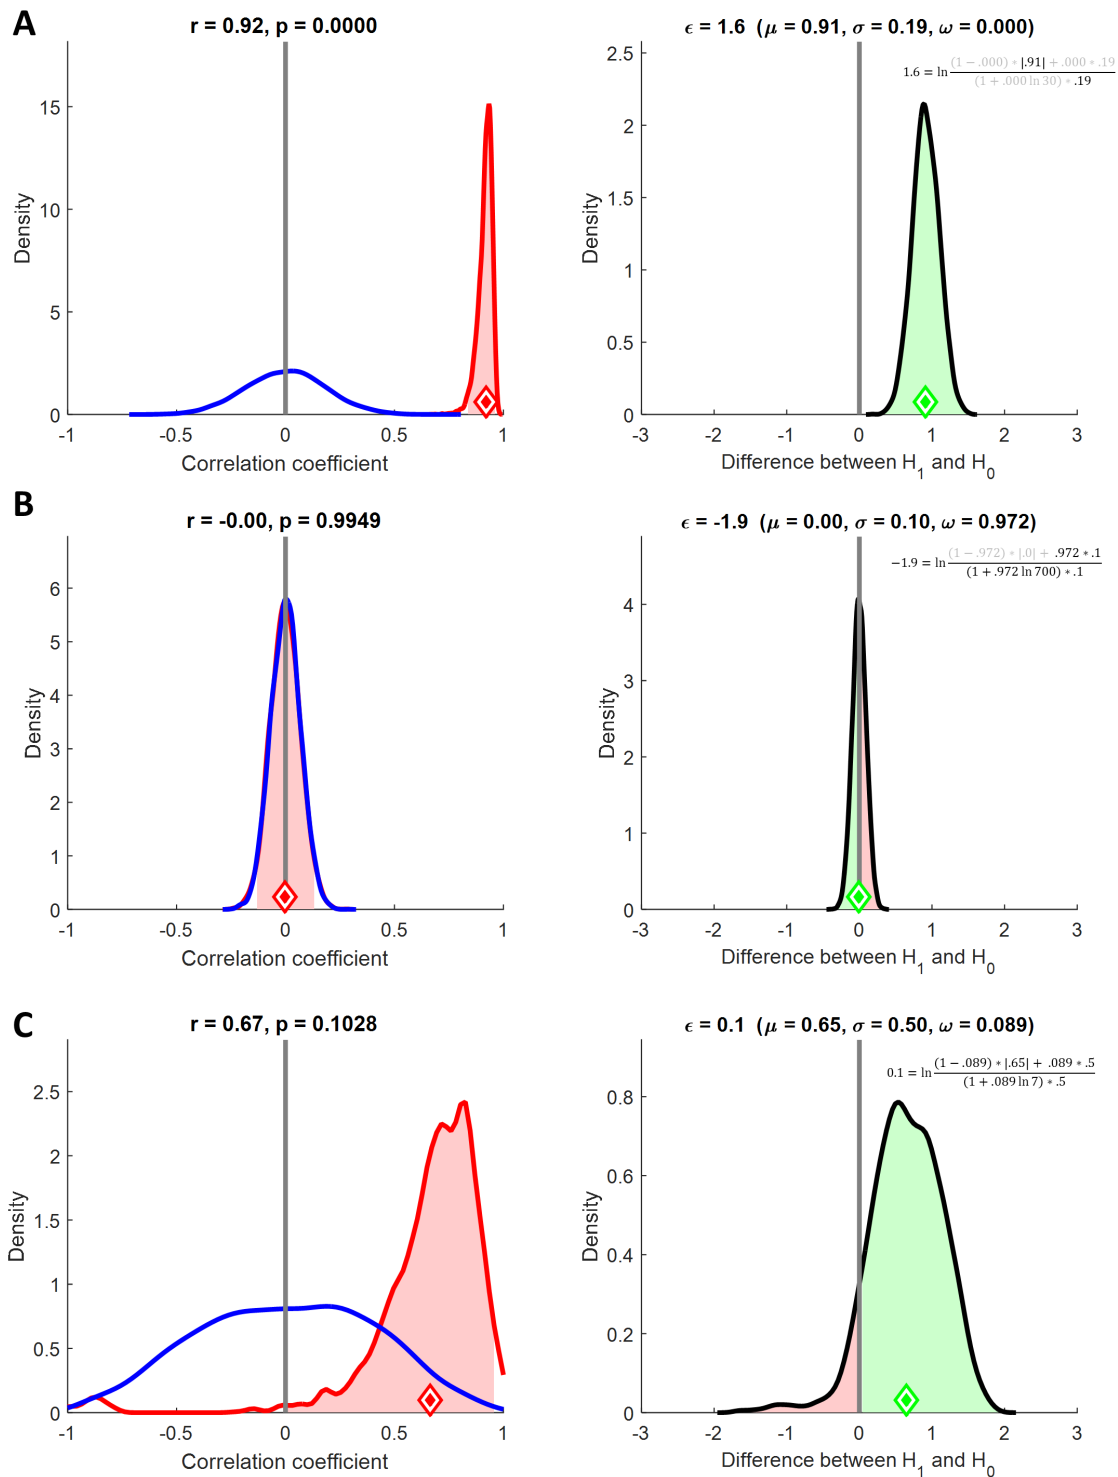 A
r = 0.92, p = 0.0000
15
10
5
0
Density
-1 -0.5 0 0.5 1
Correlation coefficient
ϵ = 1.6 (μ = 0.91, σ = 0.19, ω = 0.000)
1.6 = ln (1 − .000) ∗ |.91| + .000 ∗ .19
(1 + .000 ln 30) ∗ .19
2.5
2
1.5
1
0.5
0
Density
-3 -2 -1 0 1 2 3
Difference between H1 and H0
B
r = -0.00, p = 0.9949
6
5
4
3
2
1
0
Density
-1 -0.5 0 0.5 1
Correlation coefficient
ϵ = -1.9 (μ = 0.00, σ = 0.10, ω = 0.972)
−1.9 = ln (1 − .972) ∗ |.0| + .972 ∗ .1
(1 + .972 ln 700) ∗ .1
4
3
2
1
0
Density
-3 -2 -1 0 1 2 3
Difference between H1 and H0
C
r = 0.67, p = 0.1028
2.5
2
1.5
1
0.5
0
Density
-1 -0.5 0 0.5 1
Correlation coefficient
ϵ = 0.1 (μ = 0.65, σ = 0.50, ω = 0.089)
0.1 = ln (1 − .089) ∗ |.65| + .089 ∗ .5
(1 + .089 ln 7) ∗ .5
0.8
0.6
0.4
0.2
0
Density
-3 -2 -1 0 1 2 3
Difference between H1 and H0